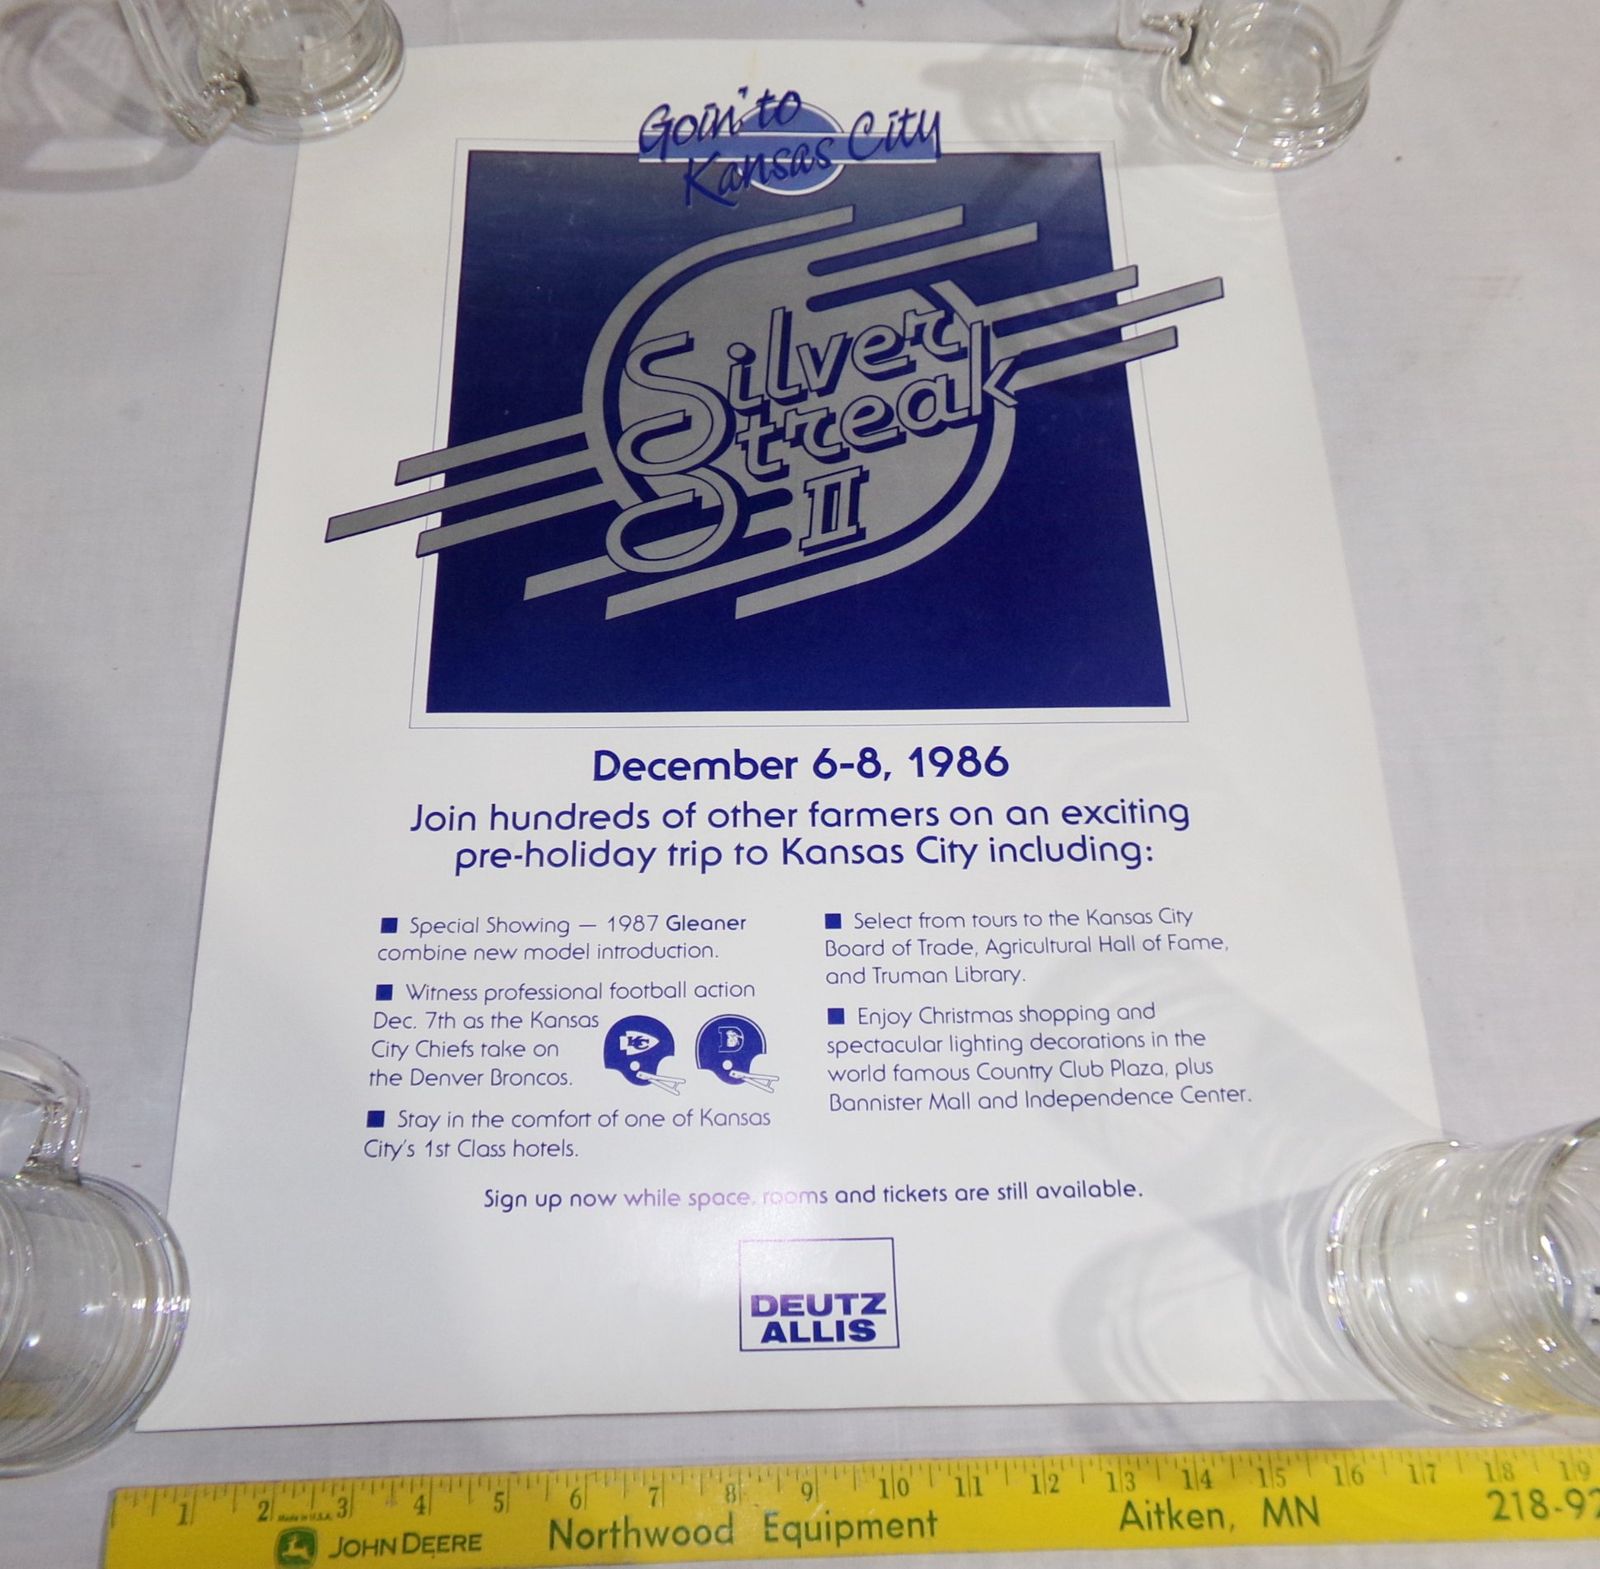 Goin' to
Kansas City
Silver
Streak
II
December 6-8, 1986
Join hundreds of other farmers on an exciting
pre-holiday trip to Kansas City including:
■ Special Showing — 1987 Gleaner
combine new model introduction.
■ Witness professional football action
Dec. 7th as the Kansas
City Chiefs take on
the Denver Broncos.
KC
D
■ Stay in the comfort of one of Kansas
City's 1st Class hotels.
■ Select from tours to the Kansas City
Board of Trade, Agricultural Hall of Fame,
and Truman Library.
■ Enjoy Christmas shopping and
spectacular lighting decorations in the
world famous Country Club Plaza, plus
Bannister Mall and Independence Center.
Sign up now while space, rooms and tickets are still available.
DEUTZ
ALLIS
1 2 3 4 5 6 7 8 9 10 11 12 13 14 15 16 17 18 19
Made in U.S.A.
JOHN DEERE Northwood Equipment Aitken, MN 218-92